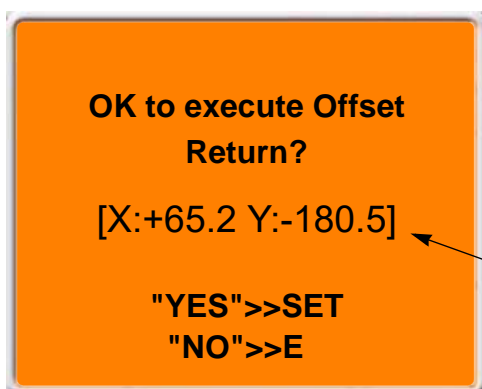 OK to execute Offset
Return?
[X:+65.2 Y:-180.5]
"YES">>SET
"NO">>E